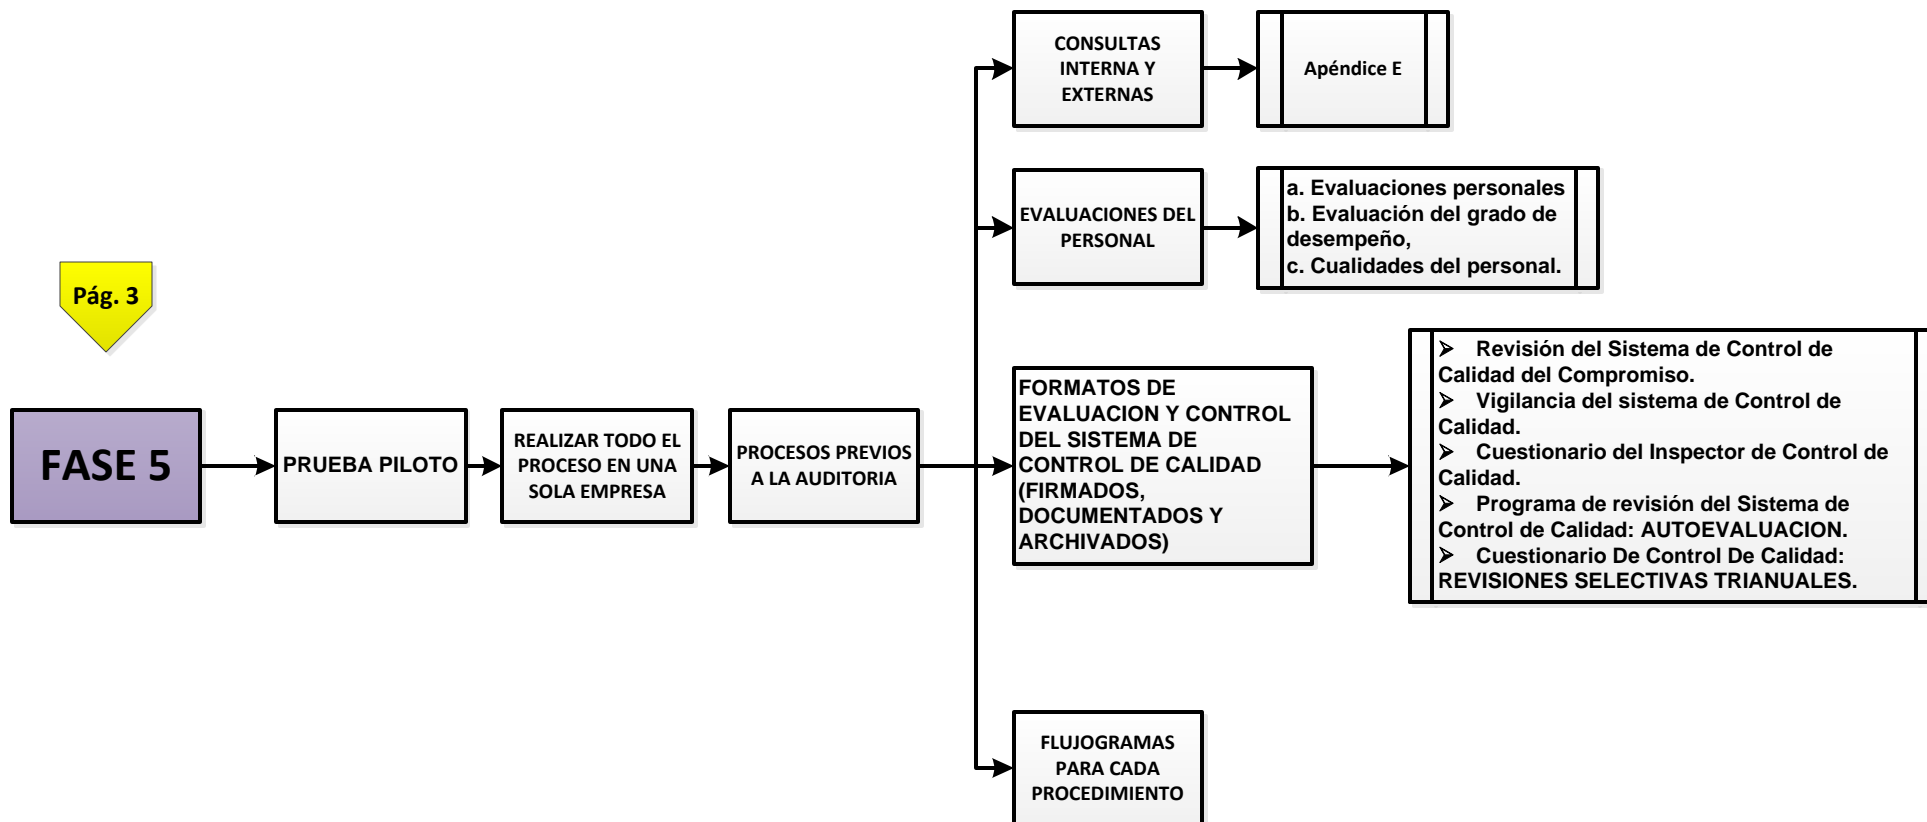 Pág. 3
FASE 5
PRUEBA PILOTO
REALIZAR TODO EL
PROCESO EN UNA
SOLA EMPRESA
PROCESOS PREVIOS
A LA AUDITORIA
CONSULTAS
INTERNA Y
EXTERNAS
Apéndice E
EVALUACIONES DEL
PERSONAL
a. Evaluaciones personales
b. Evaluación del grado de
desempeño,
c. Cualidades del personal.
FORMATOS DE
EVALUACION Y CONTROL
DEL SISTEMA DE
CONTROL DE CALIDAD
(FIRMADOS,
DOCUMENTADOS Y
ARCHIVADOS)
➢ Revisión del Sistema de Control de
Calidad del Compromiso.
➢ Vigilancia del sistema de Control de
Calidad.
➢ Cuestionario del Inspector de Control de
Calidad.
➢ Programa de revisión del Sistema de
Control de Calidad: AUTOEVALUACION.
➢ Cuestionario De Control De Calidad:
REVISIONES SELECTIVAS TRIANUALES.
FLUJOGRAMAS
PARA CADA
PROCEDIMIENTO